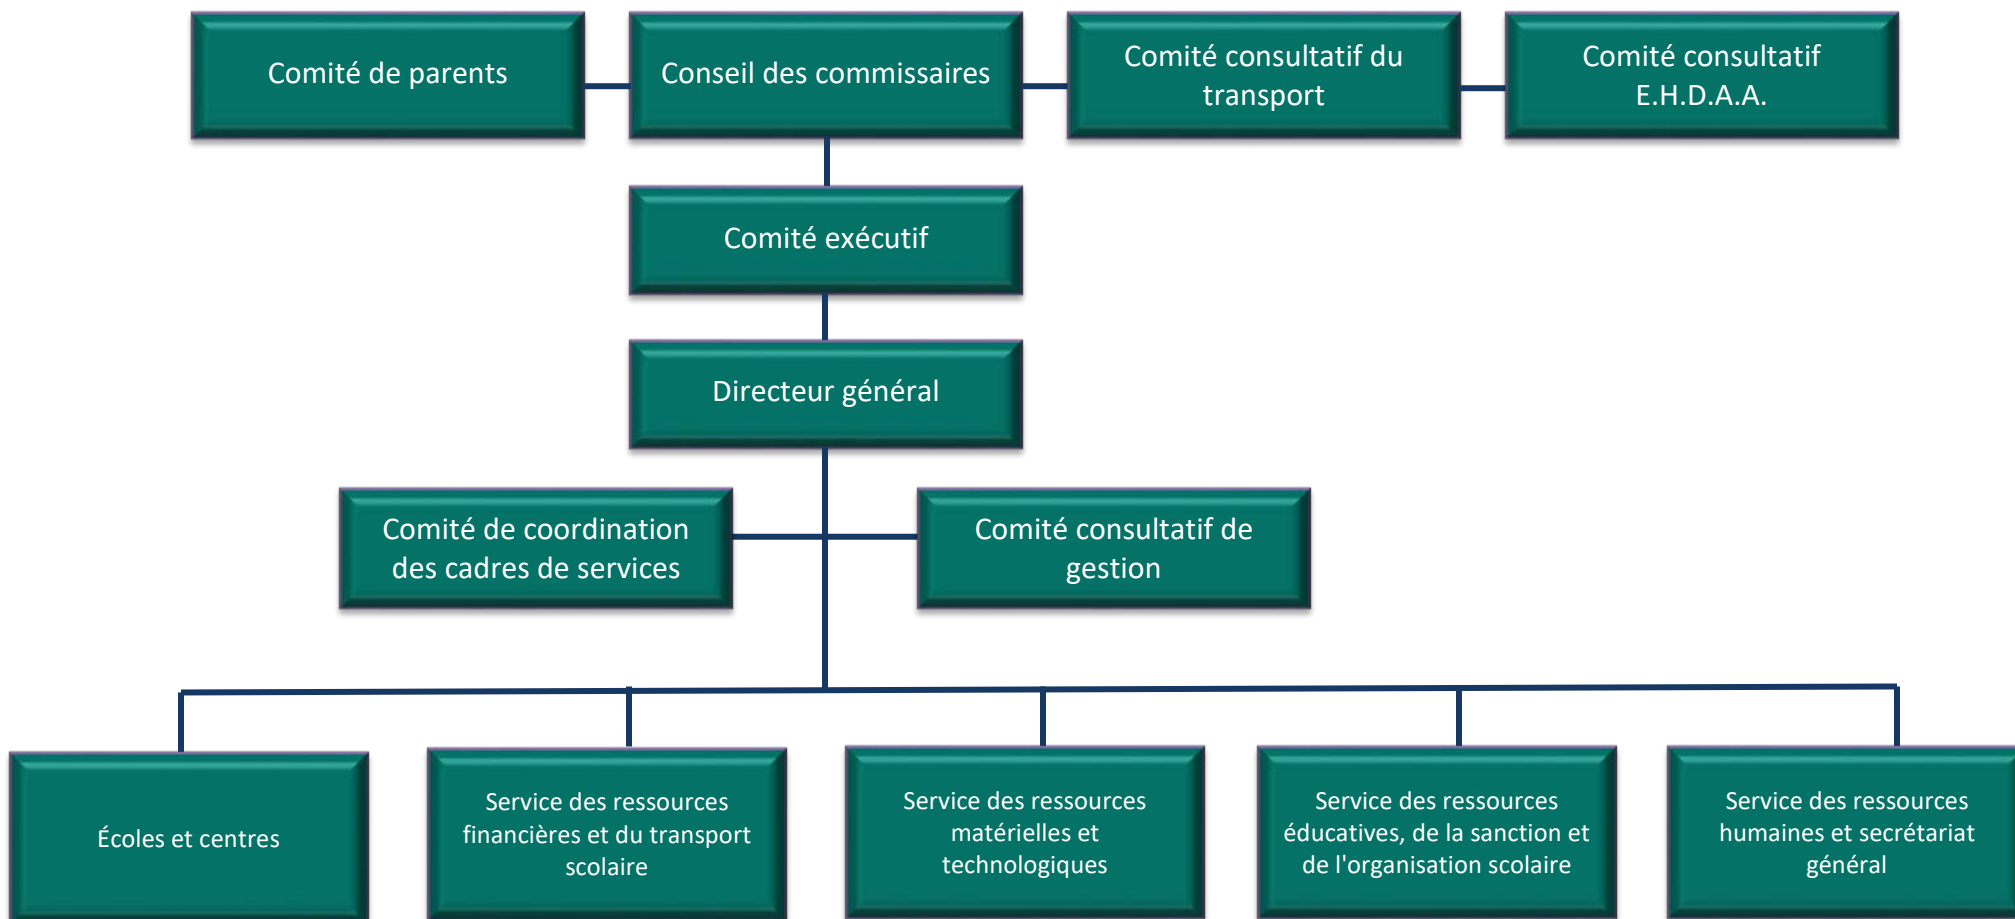 Comité de parents
Conseil des commissaires
Comité consultatif du
transport
Comité consultatif
E.H.D.A.A.
Comité exécutif
Directeur général
Comité de coordination
des cadres de services
Comité consultatif de
gestion
Écoles et centres
Service des ressources
financières et du transport
scolaire
Service des ressources
matérielles et
technologiques
Service des ressources
éducatives, de la sanction et
de l'organisation scolaire
Service des ressources
humaines et secrétariat
général